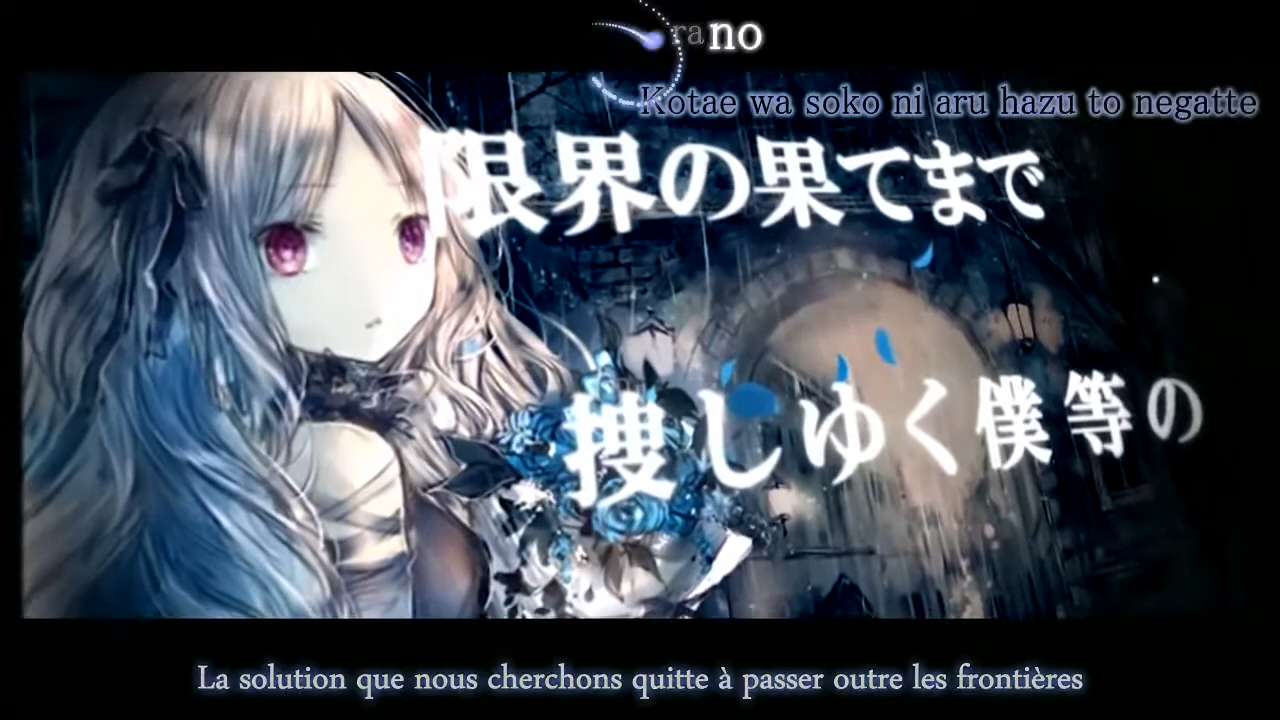 rano
Kotae wa soko ni aru hazu to negatte
限界の果てまで
捜しゆく僕等の
La solution que nous cherchons quitte à passer outre les frontières